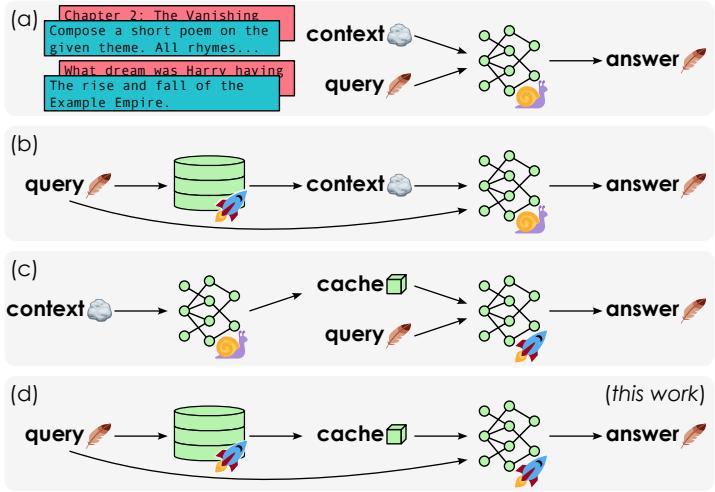 (a)
Chapter 2: The Vanishing
Compose a short poem on the
given theme. All rhymes...
What dream was Harry having
The rise and fall of the
Example Empire.
context
query
answer
(b)
query
context
answer
(c)
context
cache
query
answer
(d)
(this work)
query
cache
answer